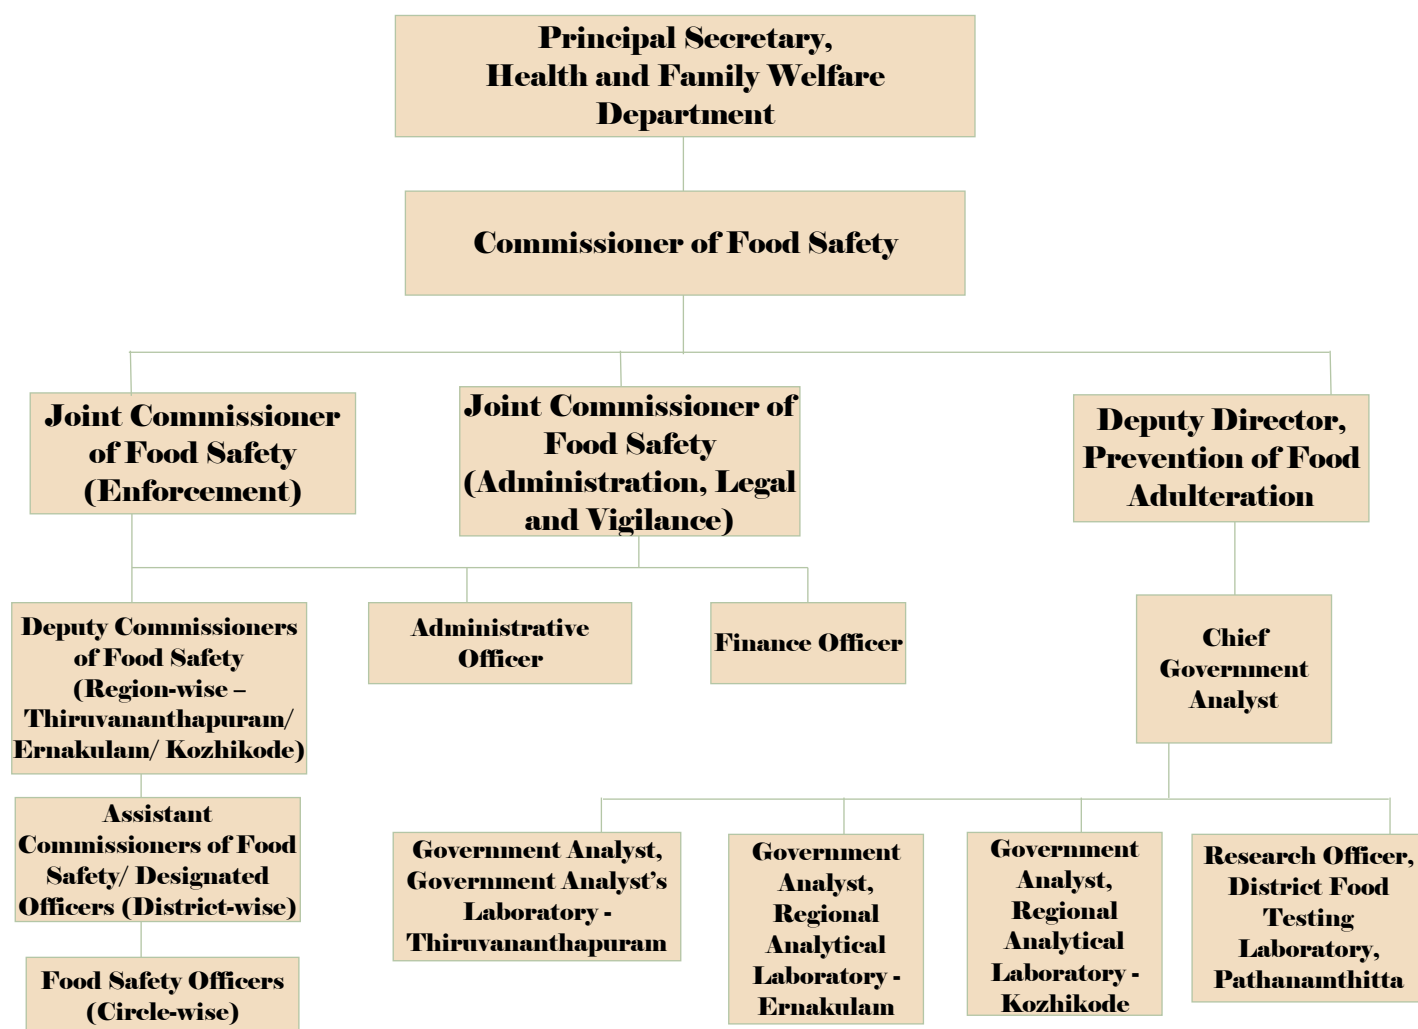 Principal Secretary,
Health and Family Welfare
Department
Commissioner of Food Safety
Joint Commissioner
of Food Safety
(Enforcement)
Joint Commissioner of
Food Safety
(Administration, Legal
and Vigilance)
Deputy Director,
Prevention of Food
Adulteration
Deputy Commissioners
of Food Safety
(Region-wise –
Thiruvananthapuram/
Ernakulam/ Kozhikode)
Administrative
Officer
Finance Officer
Chief
Government
Analyst
Assistant
Commissioners of Food
Safety/ Designated
Officers (District-wise)
Food Safety Officers
(Circle-wise)
Government Analyst,
Government Analyst’s
Laboratory -
Thiruvananthapuram
Government
Analyst,
Regional
Analytical
Laboratory -
Ernakulam
Government
Analyst,
Regional
Analytical
Laboratory -
Kozhikode
Research Officer,
District Food
Testing
Laboratory,
Pathanamthitta